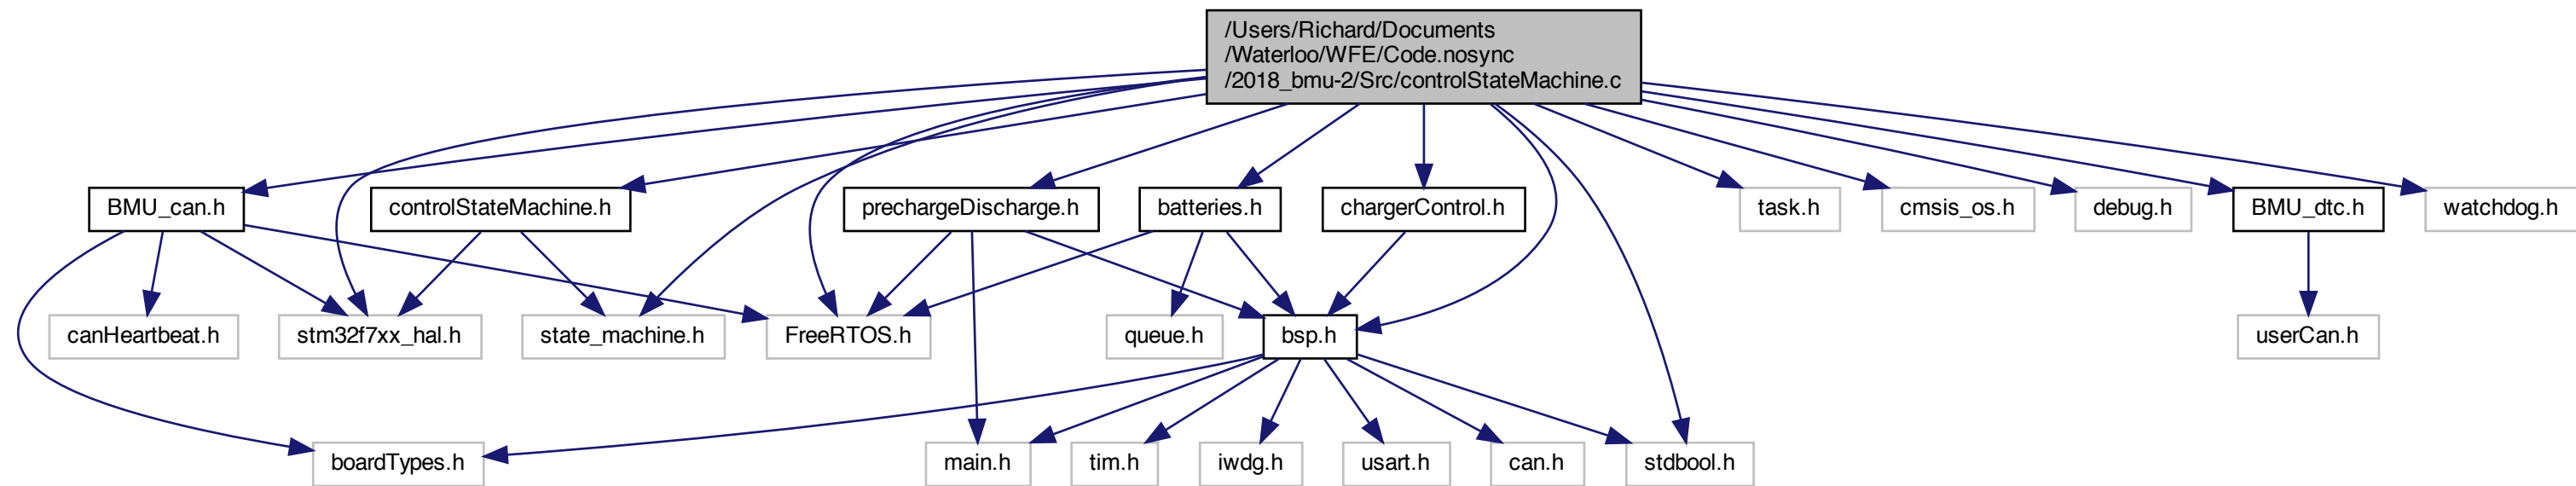 /Users/Richard/Documents
/Waterloo/WFE/Code.nosync
/2018_bmu-2/Src/controlStateMachine.c
BMU_can.h
controlStateMachine.h
prechargeDischarge.h
batteries.h
chargerControl.h
task.h
cmsis_os.h
debug.h
BMU_dtc.h
watchdog.h
canHeartbeat.h
stm32f7xx_hal.h
state_machine.h
FreeRTOS.h
queue.h
bsp.h
userCan.h
boardTypes.h
main.h
tim.h
iwdg.h
usart.h
can.h
stdbool.h